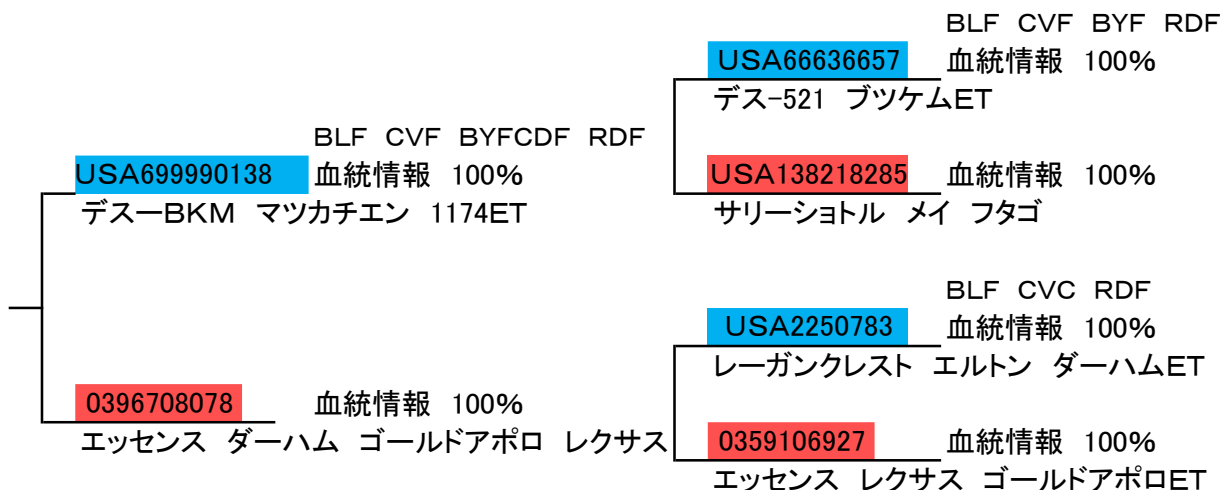 BLF CVF BYF RDF
USA66636657 血統情報 100%
デス-521 ブツケムET
BLF CVF BYFCDF RDF
USA699990138 血統情報 100%
デスーBKM マツカチエン 1174ET
USA138218285 血統情報 100%
サリーショトル メイ フタゴ
BLF CVC RDF
USA2250783 血統情報 100%
レーガンクレスト エルトン ダーハムET
0396708078 血統情報 100%
エッセンス ダーハム ゴールドアポロ レクサス
0359106927 血統情報 100%
エッセンス レクサス ゴールドアポロET